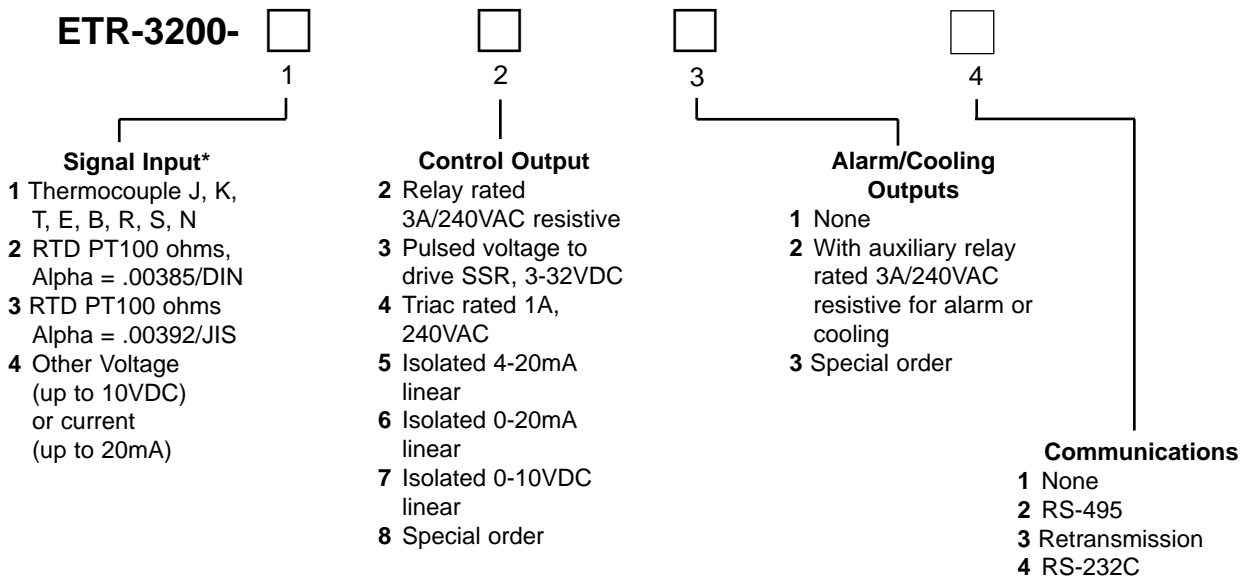 ETR-3200-
1
2
3
4
Signal Input*
1 Thermocouple J, K,
T, E, B, R, S, N
2 RTD PT100 ohms,
Alpha = .00385/DIN
3 RTD PT100 ohms
Alpha = .00392/JIS
4 Other Voltage
(up to 10VDC)
or current
(up to 20mA)
Control Output
2 Relay rated
3A/240VAC resistive
3 Pulsed voltage to
drive SSR, 3-32VDC
4 Triac rated 1A,
240VAC
5 Isolated 4-20mA
linear
6 Isolated 0-20mA
linear
7 Isolated 0-10VDC
linear
8 Special order
Alarm/Cooling
Outputs
1 None
2 With auxiliary relay
rated 3A/240VAC
resistive for alarm or
cooling
3 Special order
Communications
1 None
2 RS-495
3 Retransmission
4 RS-232C